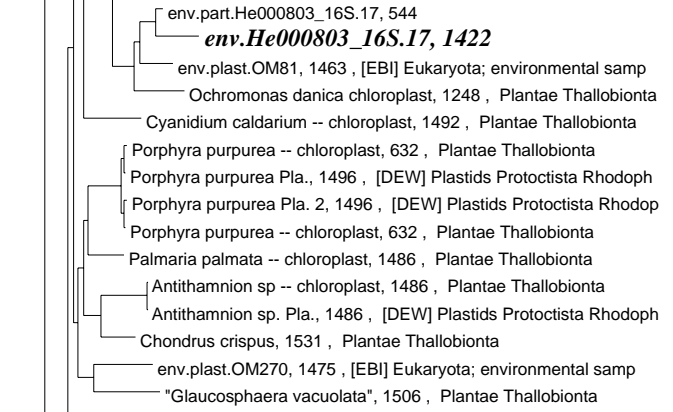 env.part.He000803_16S.17, 544
env.He000803_16S.17, 1422
env.plast.OM81, 1463 , [EBI] Eukaryota; environmental samp
Ochromonas danica chloroplast, 1248 , Plantae Thallobionta
Cyanidium caldarium -- chloroplast, 1492 , Plantae Thallobionta
Porphyra purpurea -- chloroplast, 632 , Plantae Thallobionta
Porphyra purpurea Pla., 1496 , [DEW] Plastids Protoctista Rhodoph
Porphyra purpurea Pla. 2, 1496 , [DEW] Plastids Protoctista Rhodop
Porphyra purpurea -- chloroplast, 632 , Plantae Thallobionta
Palmaria palmata -- chloroplast, 1486 , Plantae Thallobionta
Antithamnion sp -- chloroplast, 1486 , Plantae Thallobionta
Antithamnion sp. Pla., 1486 , [DEW] Plastids Protoctista Rhodoph
Chondrus crispus, 1531 , Plantae Thallobionta
env.plast.OM270, 1475 , [EBI] Eukaryota; environmental samp
"Glaucosphaera vacuolata", 1506 , Plantae Thallobionta